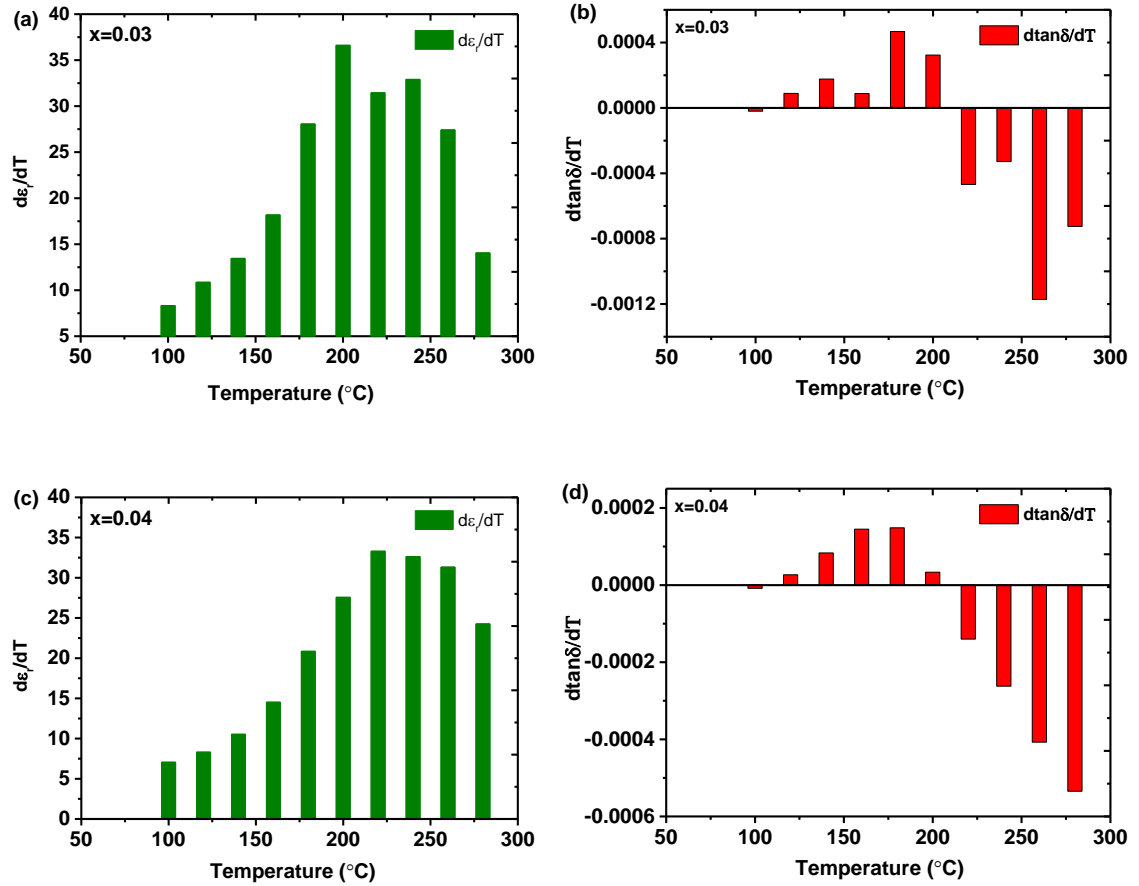 (a)
x=0.03
dεr/dT
40
35
30
25
20
15
10
5
dεr/dT
50 100 150 200 250 300
Temperature (°C)
(b)
x=0.03
dtanδ/dT
0.0004
0.0000
-0.0004
-0.0008
-0.0012
dtanδ/dT
50 100 150 200 250 300
Temperature (°C)
(c)
x=0.04
dεr/dT
40
35
30
25
20
15
10
5
0
dεr/dT
50 100 150 200 250 300
Temperature (°C)
(d)
x=0.04
dtanδ/dT
0.0002
0.0000
-0.0002
-0.0004
-0.0006
dtanδ/dT
50 100 150 200 250 300
Temperature (°C)